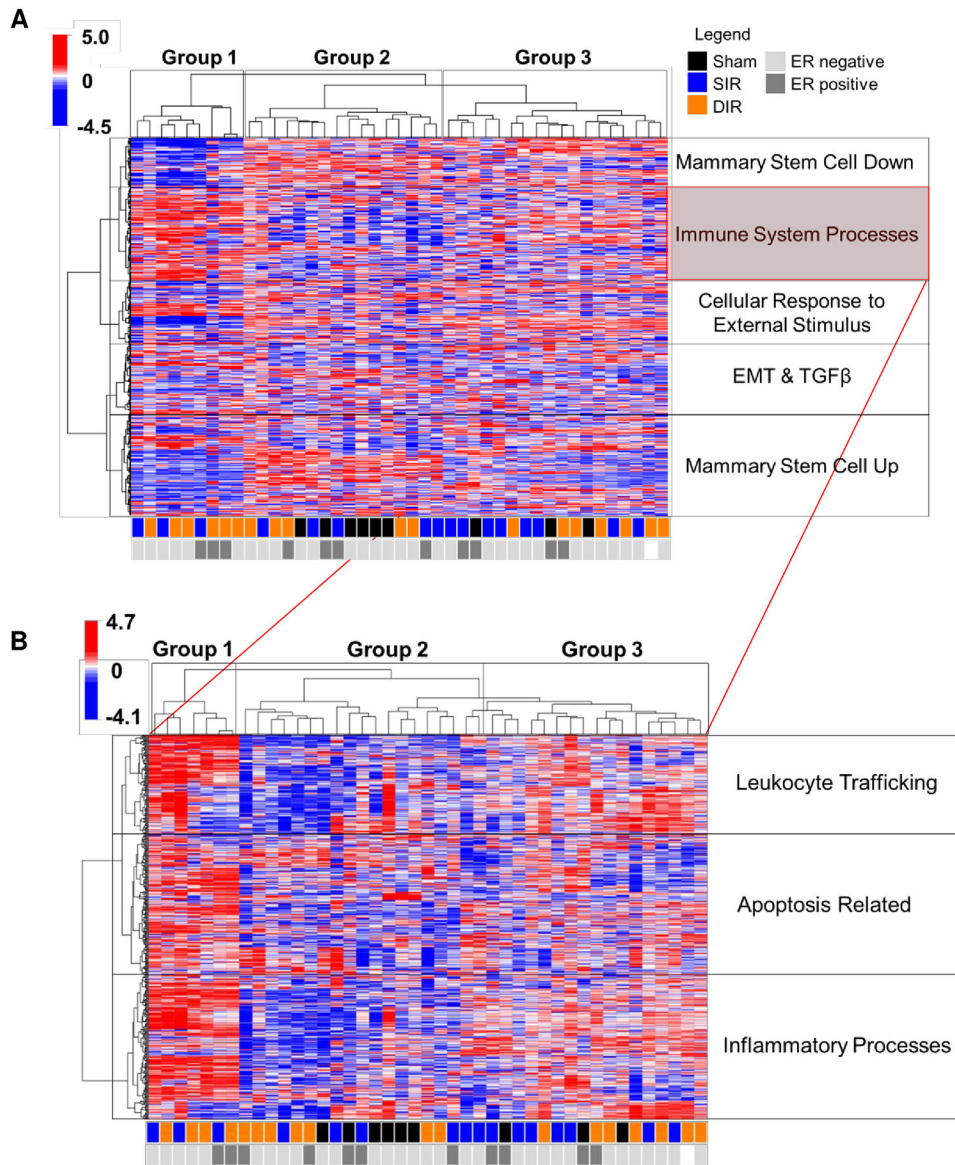 A
5.0
0
-4.5
Group 1
Group 2
Group 3
Legend
Sham
SIR
DIR
ER negative
ER positive
Mammary Stem Cell Down
Immune System Processes
Cellular Response to
External Stimulus
EMT & TGFβ
Mammary Stem Cell Up
B
4.7
0
-4.1
Group 1
Group 2
Group 3
Leukocyte Trafficking
Apoptosis Related
Inflammatory Processes